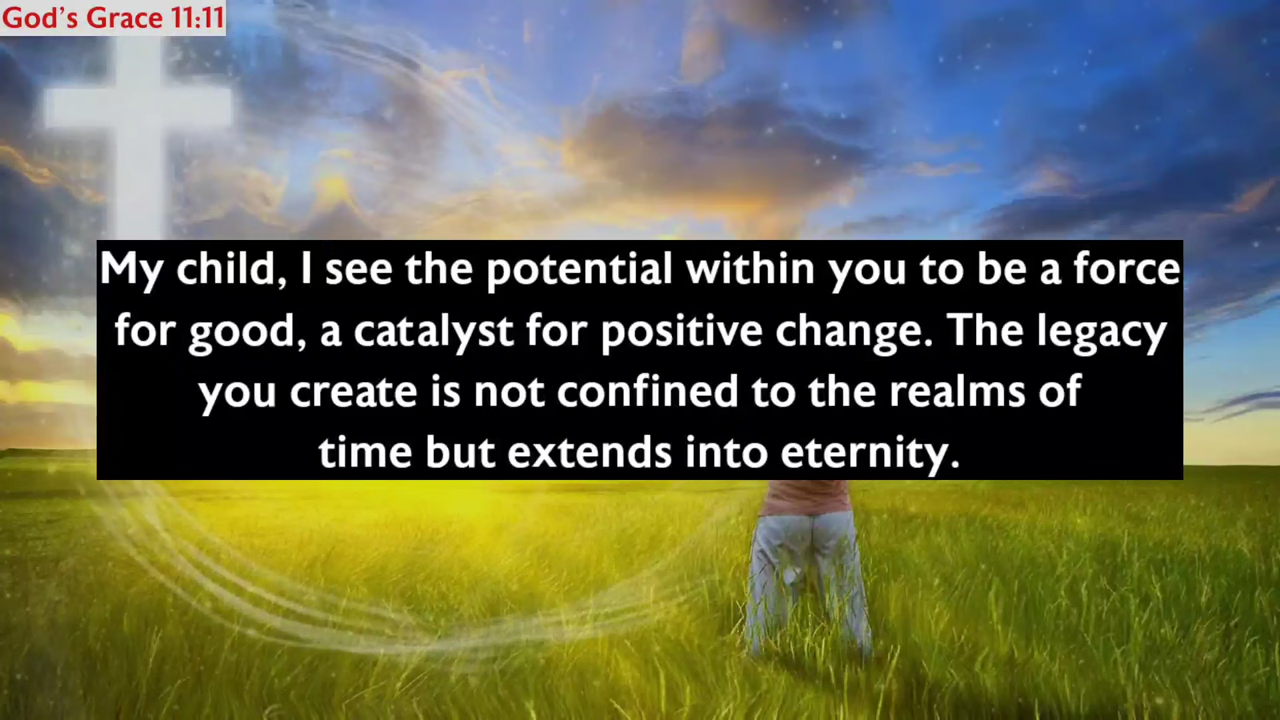 God's Grace 11:11
My child, I see the potential within you to be a force
for good, a catalyst for positive change. The legacy
you create is not confined to the realms of
time but extends into eternity.